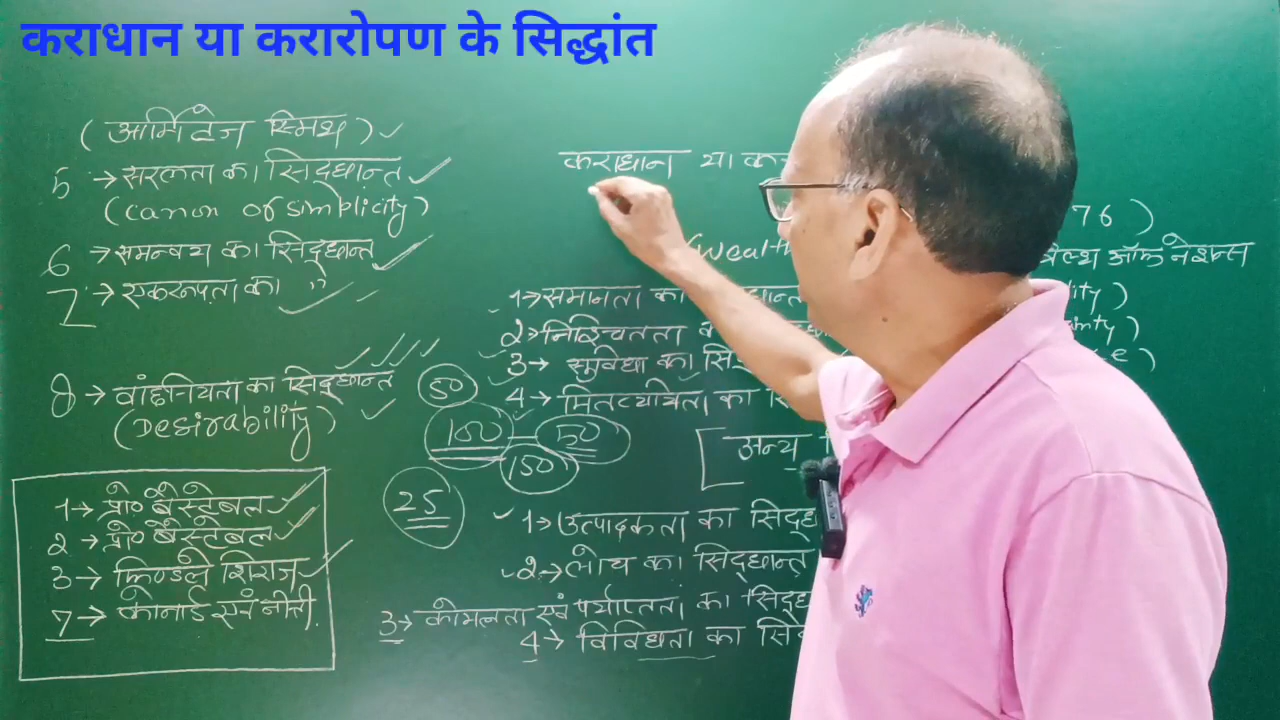 कराधान या करारोपण के सिद्धांत
(आर्मिटेज स्मिथ)
5 → सरलता का सिद्धान्त
(canon of simplicity)
6 → समन्वय का सिद्धान्त
7 → एकरूपता का "
8 → वांछनियता का सिद्धान्त
(Desirability)
1→ प्रो० बैस्टेबल
2 → प्रो० बैस्टेबल
3 → फिण्डले शिराज
7 → कोनार्ड एवं जीती
कराधान या
76)
(wealth
वेल्थ ऑफ नेशन्स
1→ समानता का
2→ निश्चितता
3→ सुविधा का
4→ मितव्ययिता का
50
150 - 50
150
25
[अन्य
1→ उत्पादकता का
2→ लोच का सिद्धान्त
3→ कोमलता एवं पर्याप्तता का
4→ विविधता का